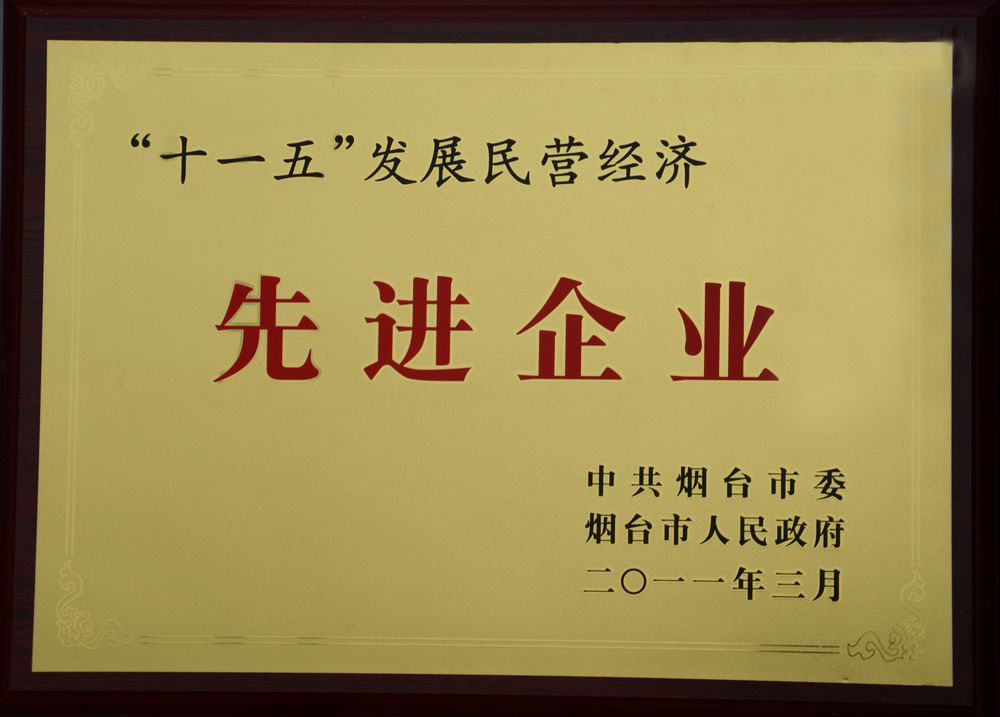 “十一五”发展民营经济
先进企业
中共烟台市委
烟台市人民政府
二〇一一年三月